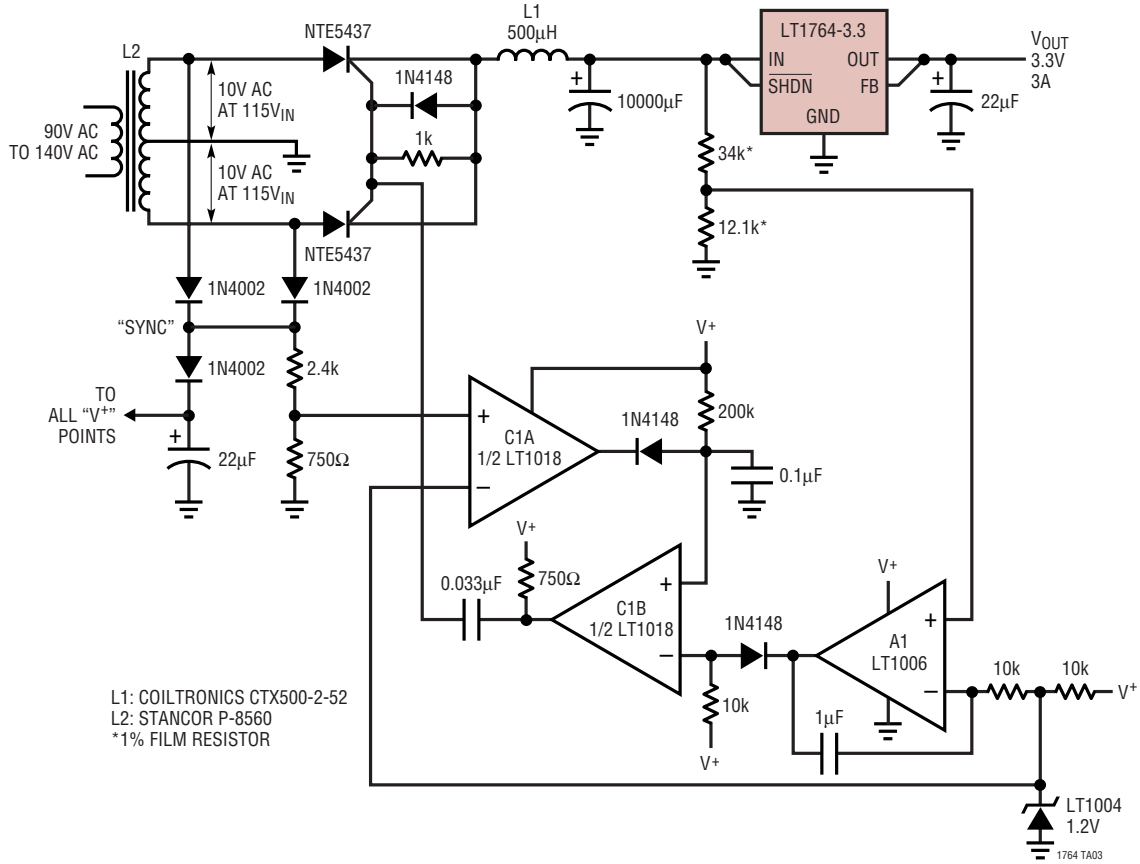 L1
500µH
LT1764-3.3
NTE5437
L2
IN
OUT
SHDN
FB
GND
VOUT
3.3V
3A
1N4148
10V AC
AT 115VIN
+
10000µF
+
22µF
90V AC
TO 140V AC
1k
34k*
10V AC
AT 115VIN
12.1k*
NTE5437
1N4002
1N4002
“SYNC”
V+
1N4002
2.4k
TO
ALL “V+”
POINTS
200k
1N4148
+
C1A
1/2 LT1018
–
+
22µF
750Ω
0.1µF
V+
750Ω
0.033µF
V+
+
C1B
1/2 LT1018
–
1N4148
+
A1
LT1006
–
10k
10k
V+
10k
1µF
V+
L1: COILTRONICS CTX500-2-52
L2: STANCOR P-8560
*1% FILM RESISTOR
LT1004
1.2V
1764 TA03